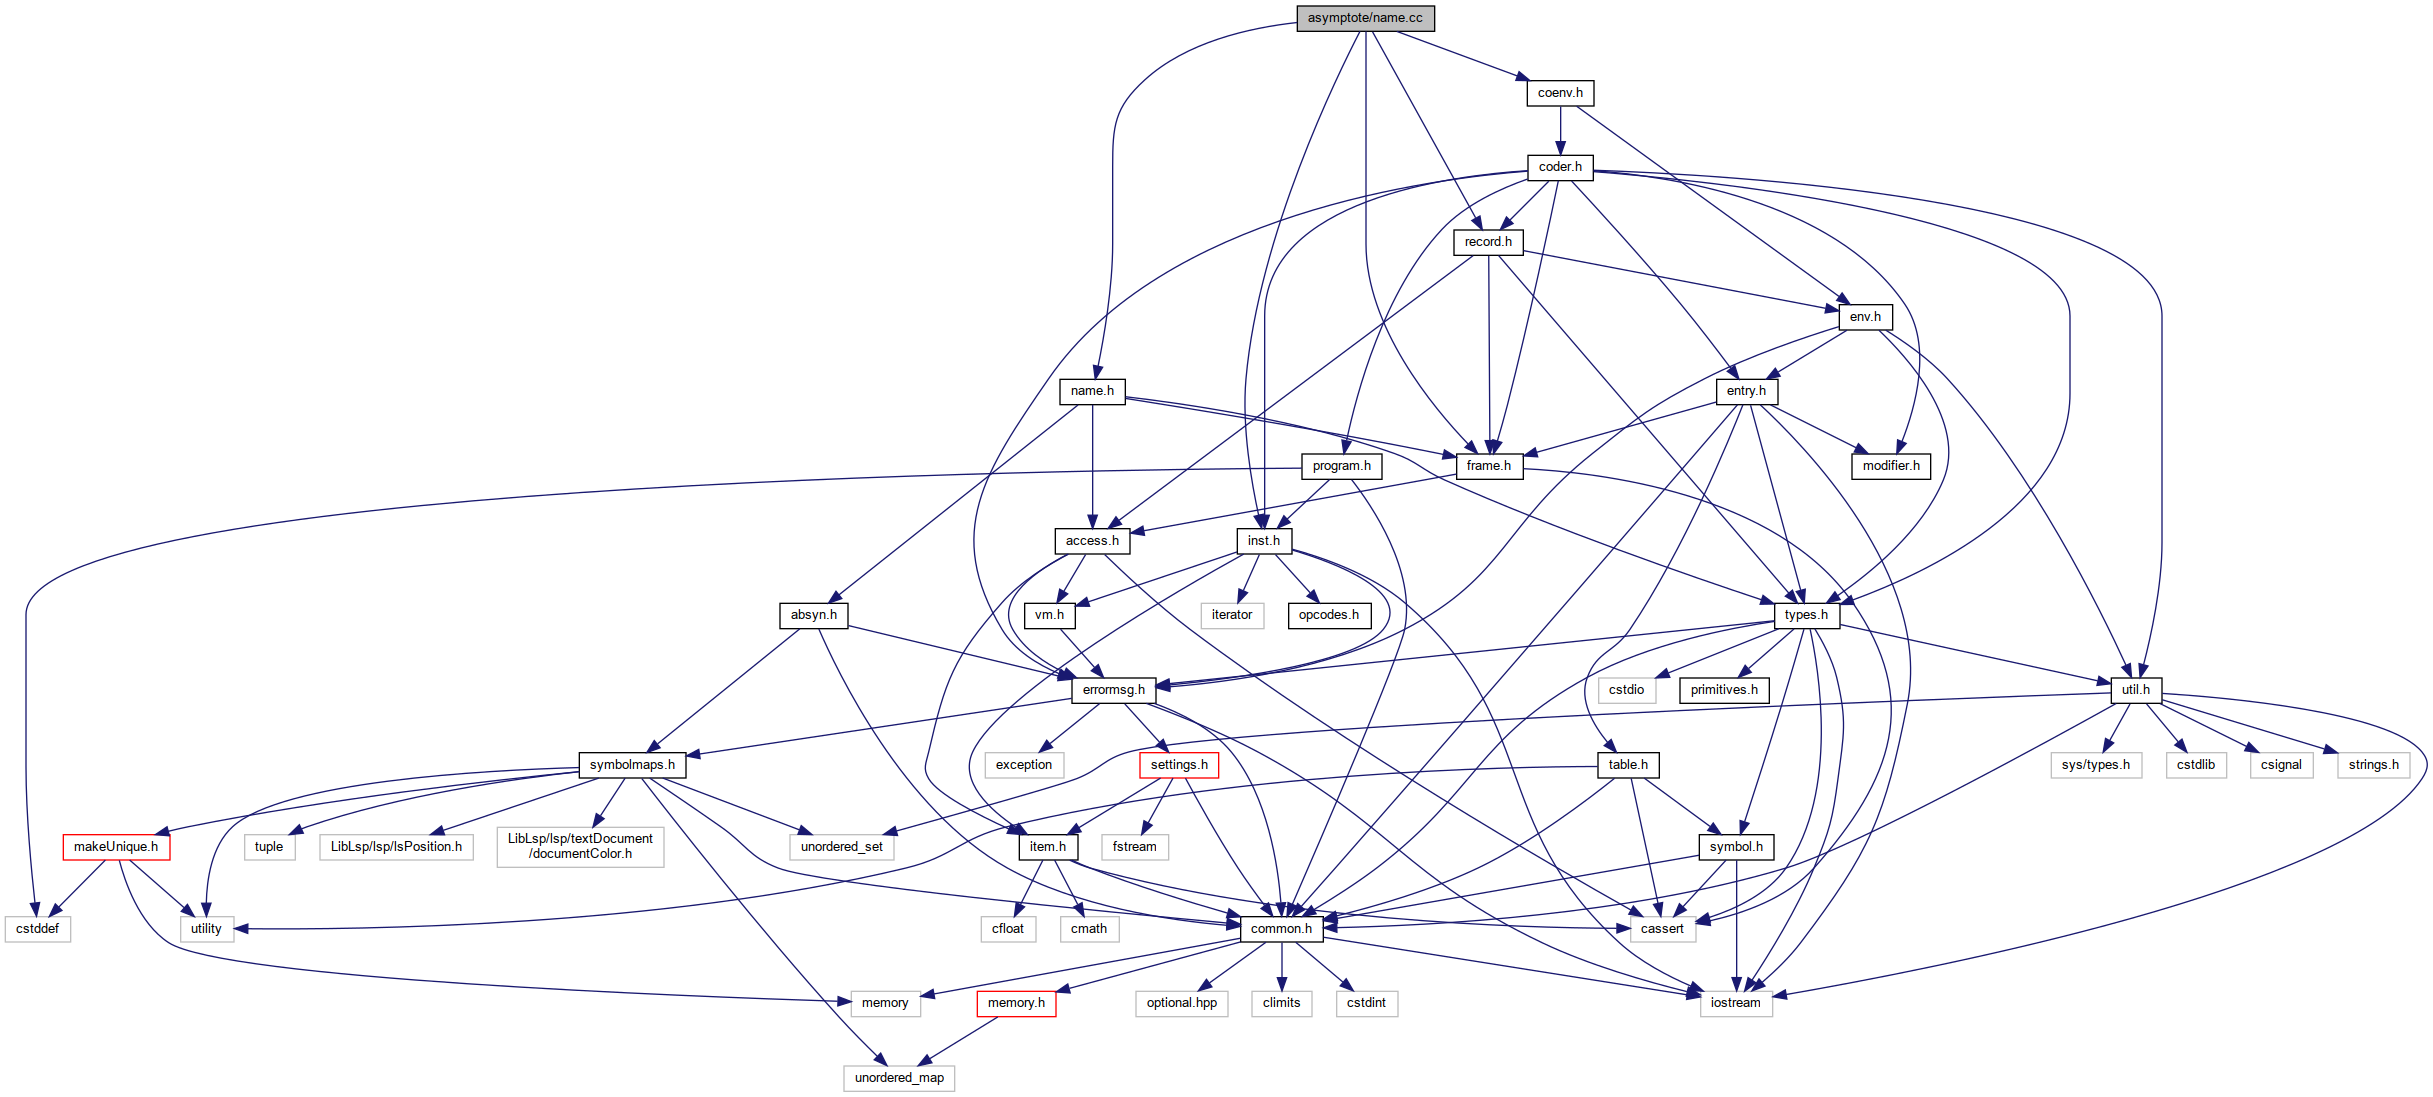 asymptote/name.cc
coenv.h
coder.h
record.h
env.h
name.h
entry.h
program.h
frame.h
modifier.h
access.h
inst.h
absyn.h
vm.h
iterator
opcodes.h
types.h
errormsg.h
cstdio
primitives.h
util.h
symbolmaps.h
exception
settings.h
table.h
sys/types.h
cstdlib
csignal
strings.h
makeUnique.h
tuple
LibLsp/lsp/lsPosition.h
LibLsp/lsp/textDocument
/documentColor.h
unordered_set
item.h
fstream
symbol.h
cstddef
utility
cfloat
cmath
common.h
cassert
memory
memory.h
optional.hpp
climits
cstdint
iostream
unordered_map